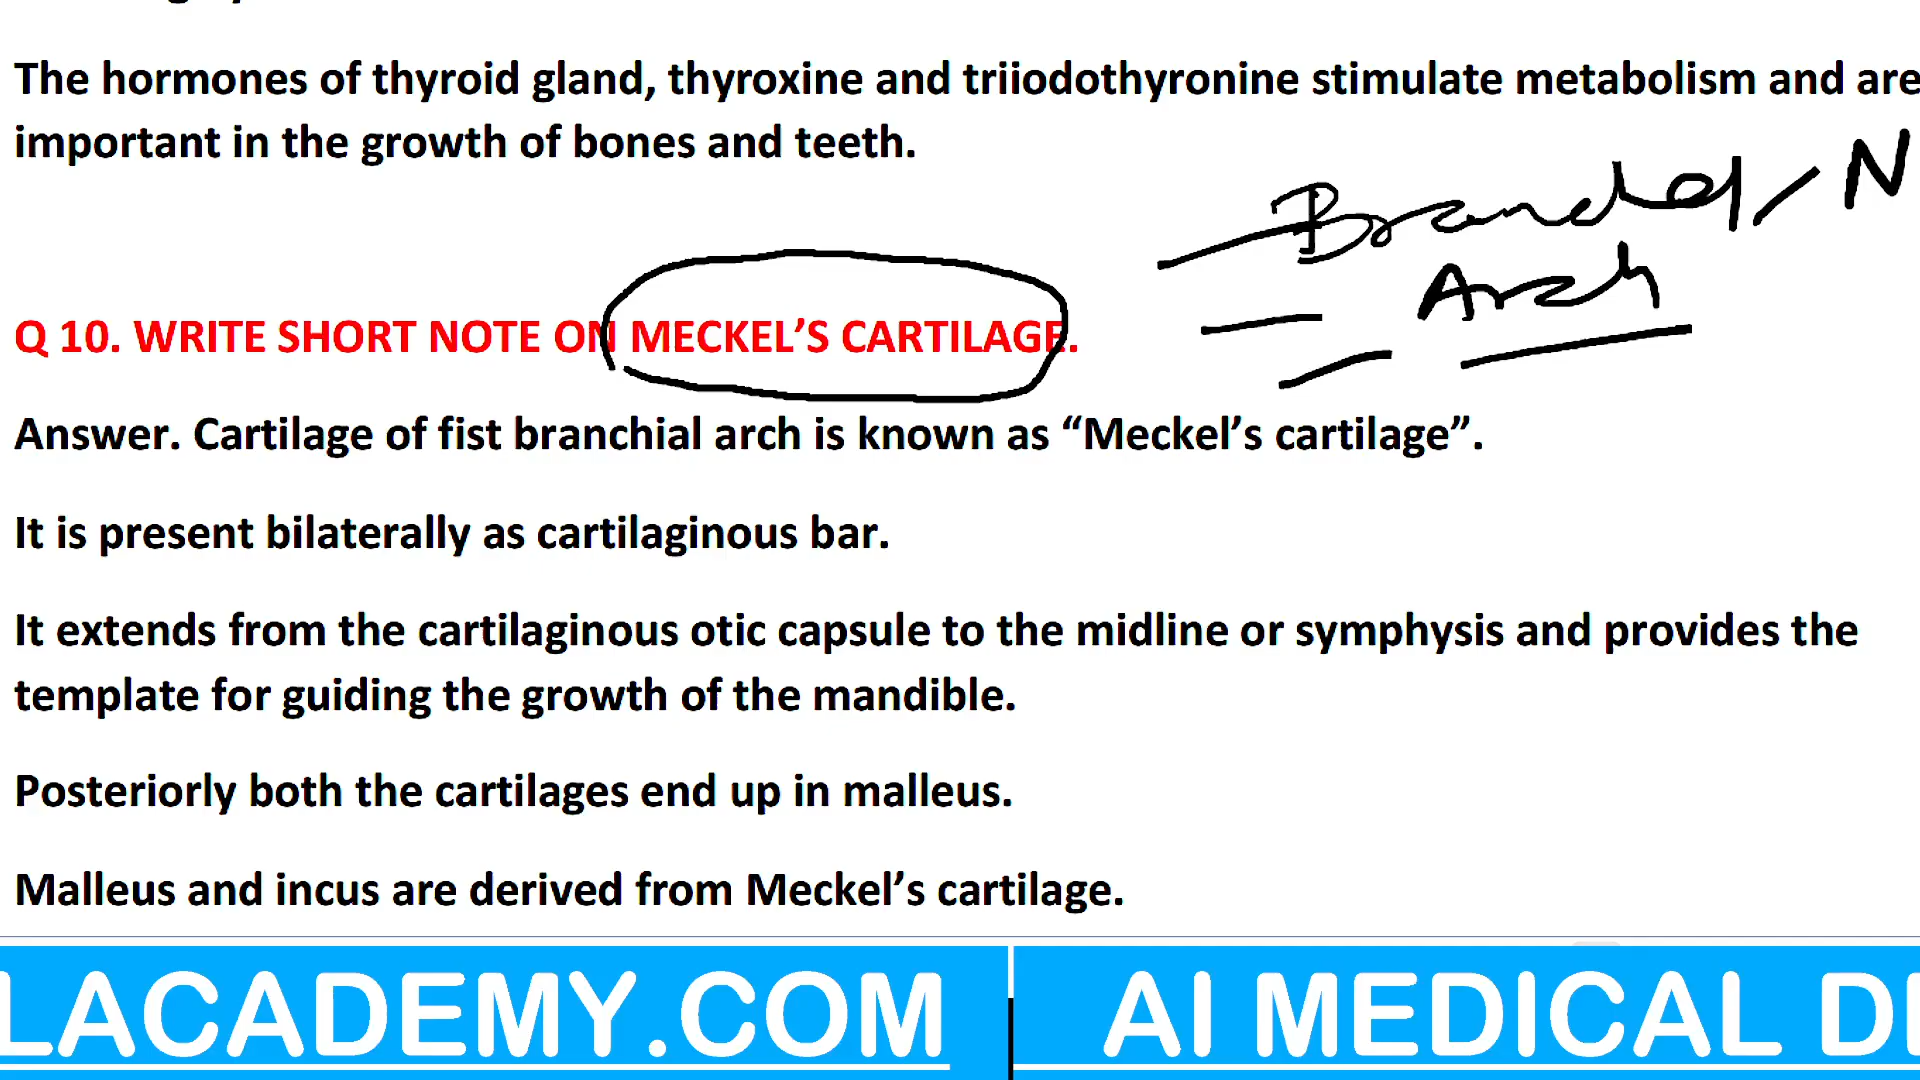 The hormones of thyroid gland, thyroxine and triiodothyronine stimulate metabolism and are
important in the growth of bones and teeth.
N
Arch
Q 10. WRITE SHORT NOTE ON MECKEL’S CARTILAGE.
Answer. Cartilage of fist branchial arch is known as “Meckel’s cartilage”.
It is present bilaterally as cartilaginous bar.
It extends from the cartilaginous otic capsule to the midline or symphysis and provides the
template for guiding the growth of the mandible.
Posteriorly both the cartilages end up in malleus.
Malleus and incus are derived from Meckel’s cartilage.
LACADEMY.COM AI MEDICAL